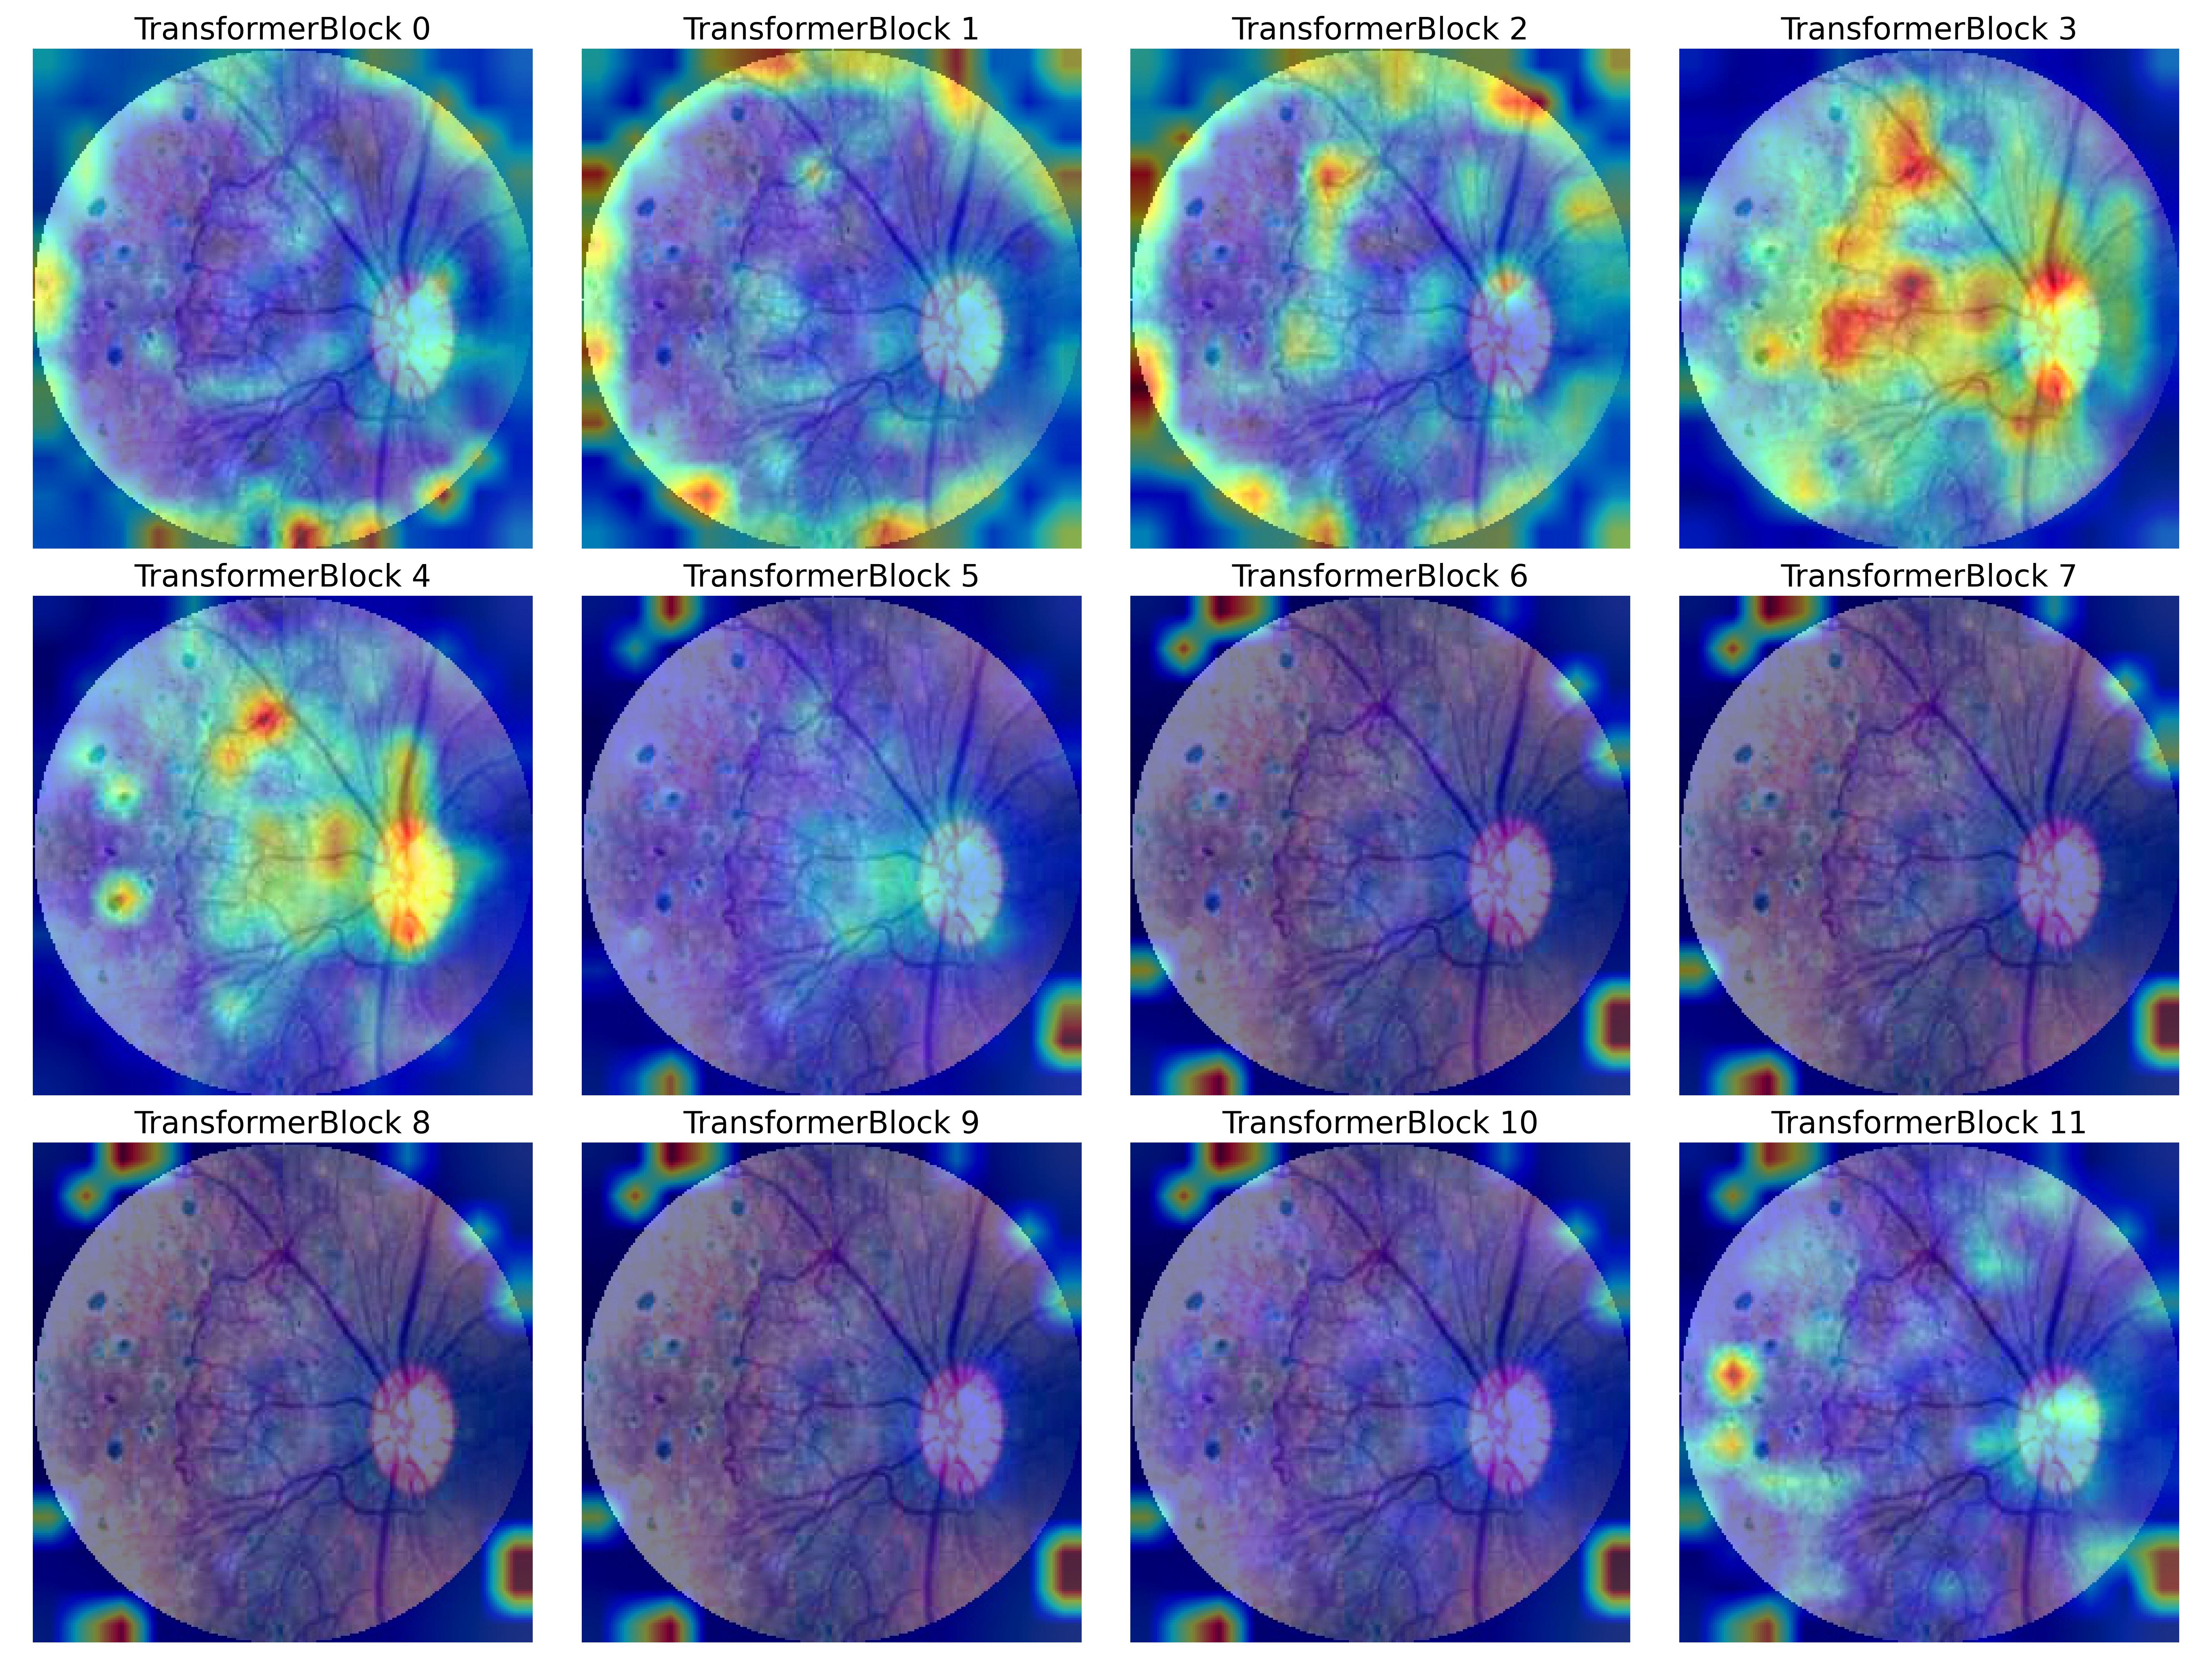 TransformerBlock 0
TransformerBlock 1
TransformerBlock 2
TransformerBlock 3
TransformerBlock 4
TransformerBlock 5
TransformerBlock 6
TransformerBlock 7
TransformerBlock 8
TransformerBlock 9
TransformerBlock 10
TransformerBlock 11